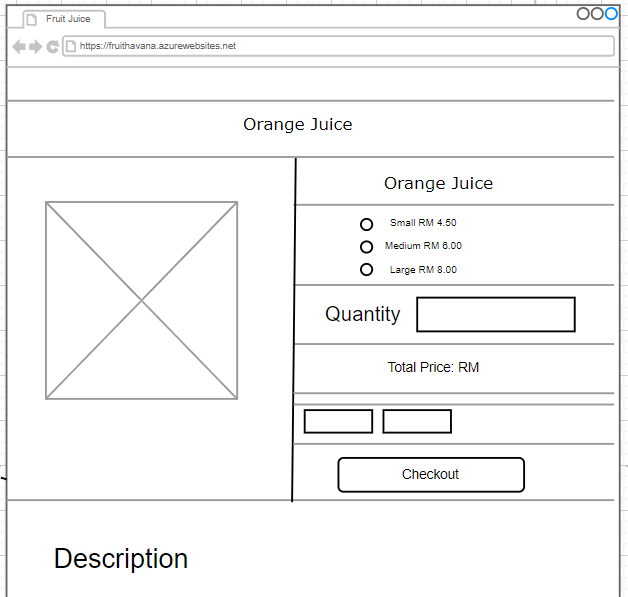 Fruit Juice
https://fruithavana.azurewebsites.net
Orange Juice
Orange Juice
Small RM 4.50
Medium RM 6.00
Large RM 8.00
Quantity
Total Price: RM
Checkout
Description